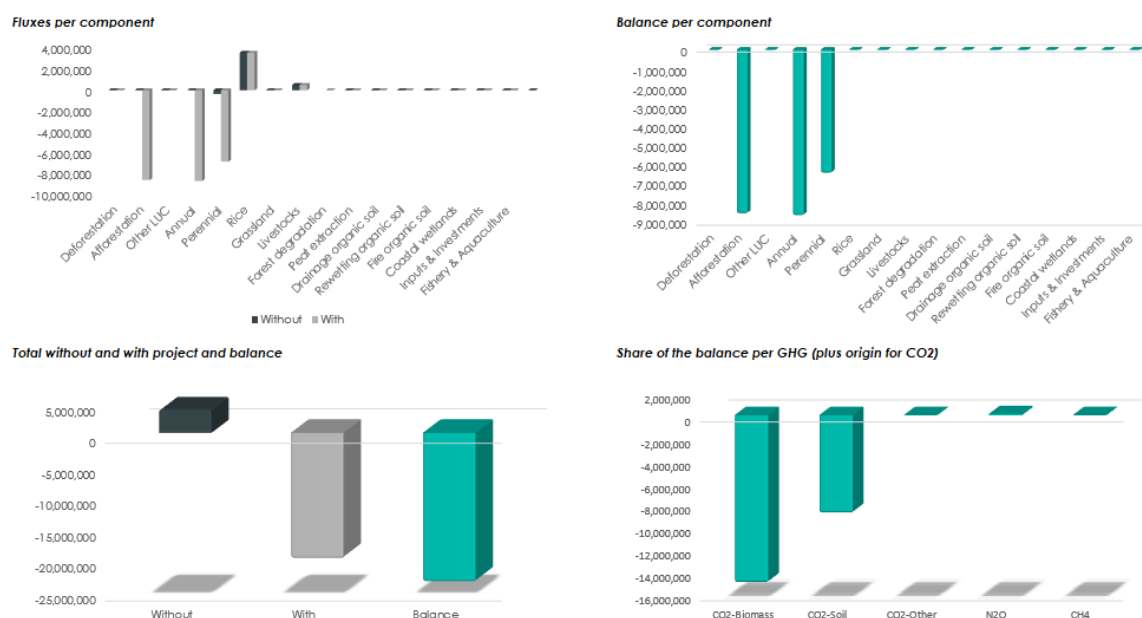 Fluxes per component
4,000,000
2,000,000
0
-2,000,000
-4,000,000
-6,000,000
-8,000,000
-10,000,000
Deforestation
Afforestation
Other LUC
Annual
Perennial
Rice
Grassland
Livestocks
Forest degradation
Peat extraction
Drainage organic soil
Rewetting organic soil
Fire organic soil
Coastal wetlands
Inputs & Investments
Fishery & Aquaculture
Without
With
Balance per component
0
-1,000,000
-2,000,000
-3,000,000
-4,000,000
-5,000,000
-6,000,000
-7,000,000
-8,000,000
-9,000,000
Deforestation
Afforestation
Other LUC
Annual
Perennial
Rice
Grassland
Livestocks
Forest degradation
Peat extraction
Drainage organic soil
Rewetting organic soil
Fire organic soil
Coastal wetlands
Inputs & Investments
Fishery & Aquaculture
Total without and with project and balance
5,000,000
0
-5,000,000
-10,000,000
-15,000,000
-20,000,000
-25,000,000
Without
With
Balance
Share of the balance per GHG (plus origin for CO2)
2,000,000
0
-2,000,000
-4,000,000
-6,000,000
-8,000,000
-10,000,000
-12,000,000
-14,000,000
-16,000,000
CO2-Biomass
CO2-Soil
CO2-Other
N2O
CH4